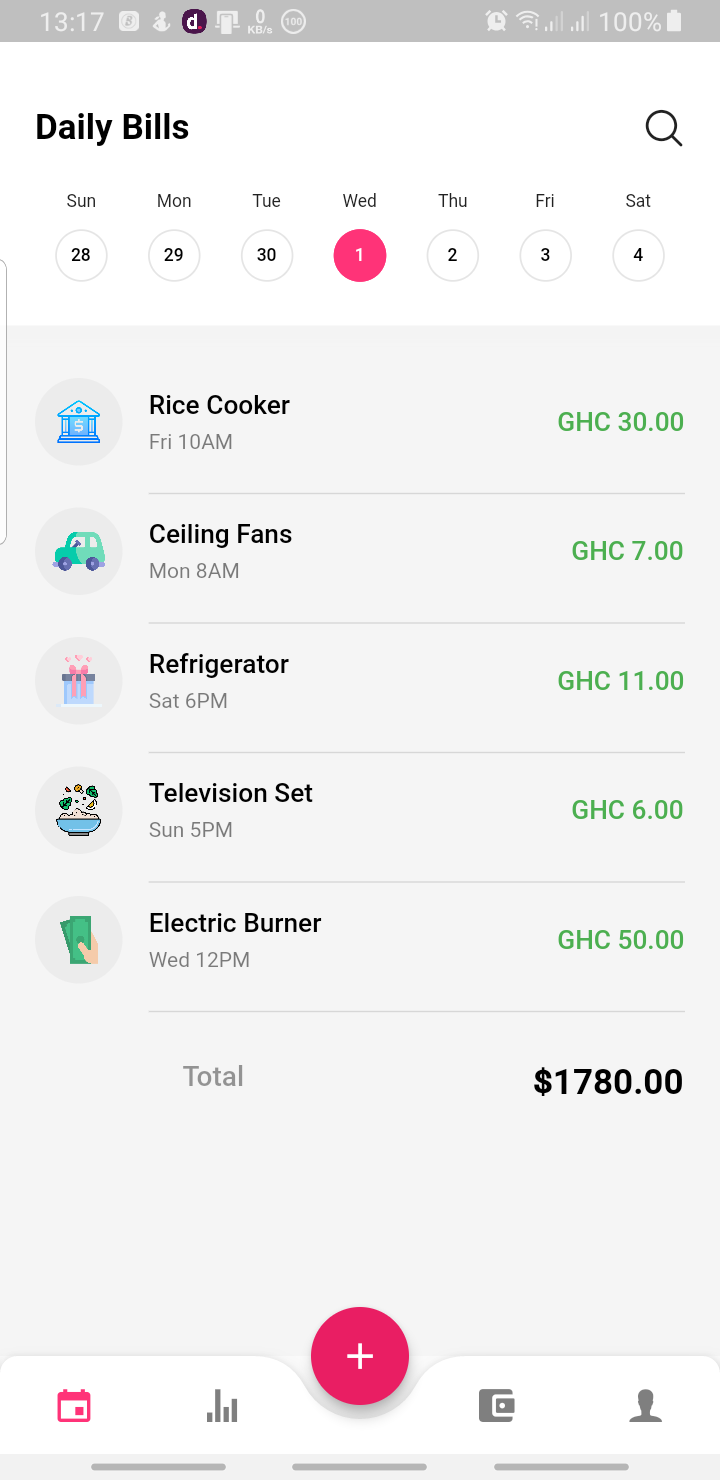 13:17 d. 0 KB/s 100 100%
Daily Bills
Sun Mon Tue Wed Thu Fri Sat
28 29 30 1 2 3 4
Rice Cooker
GHC 30.00
Fri 10AM
Ceiling Fans
GHC 7.00
Mon 8AM
Refrigerator
GHC 11.00
Sat 6PM
Television Set
GHC 6.00
Sun 5PM
Electric Burner
GHC 50.00
Wed 12PM
Total $1780.00